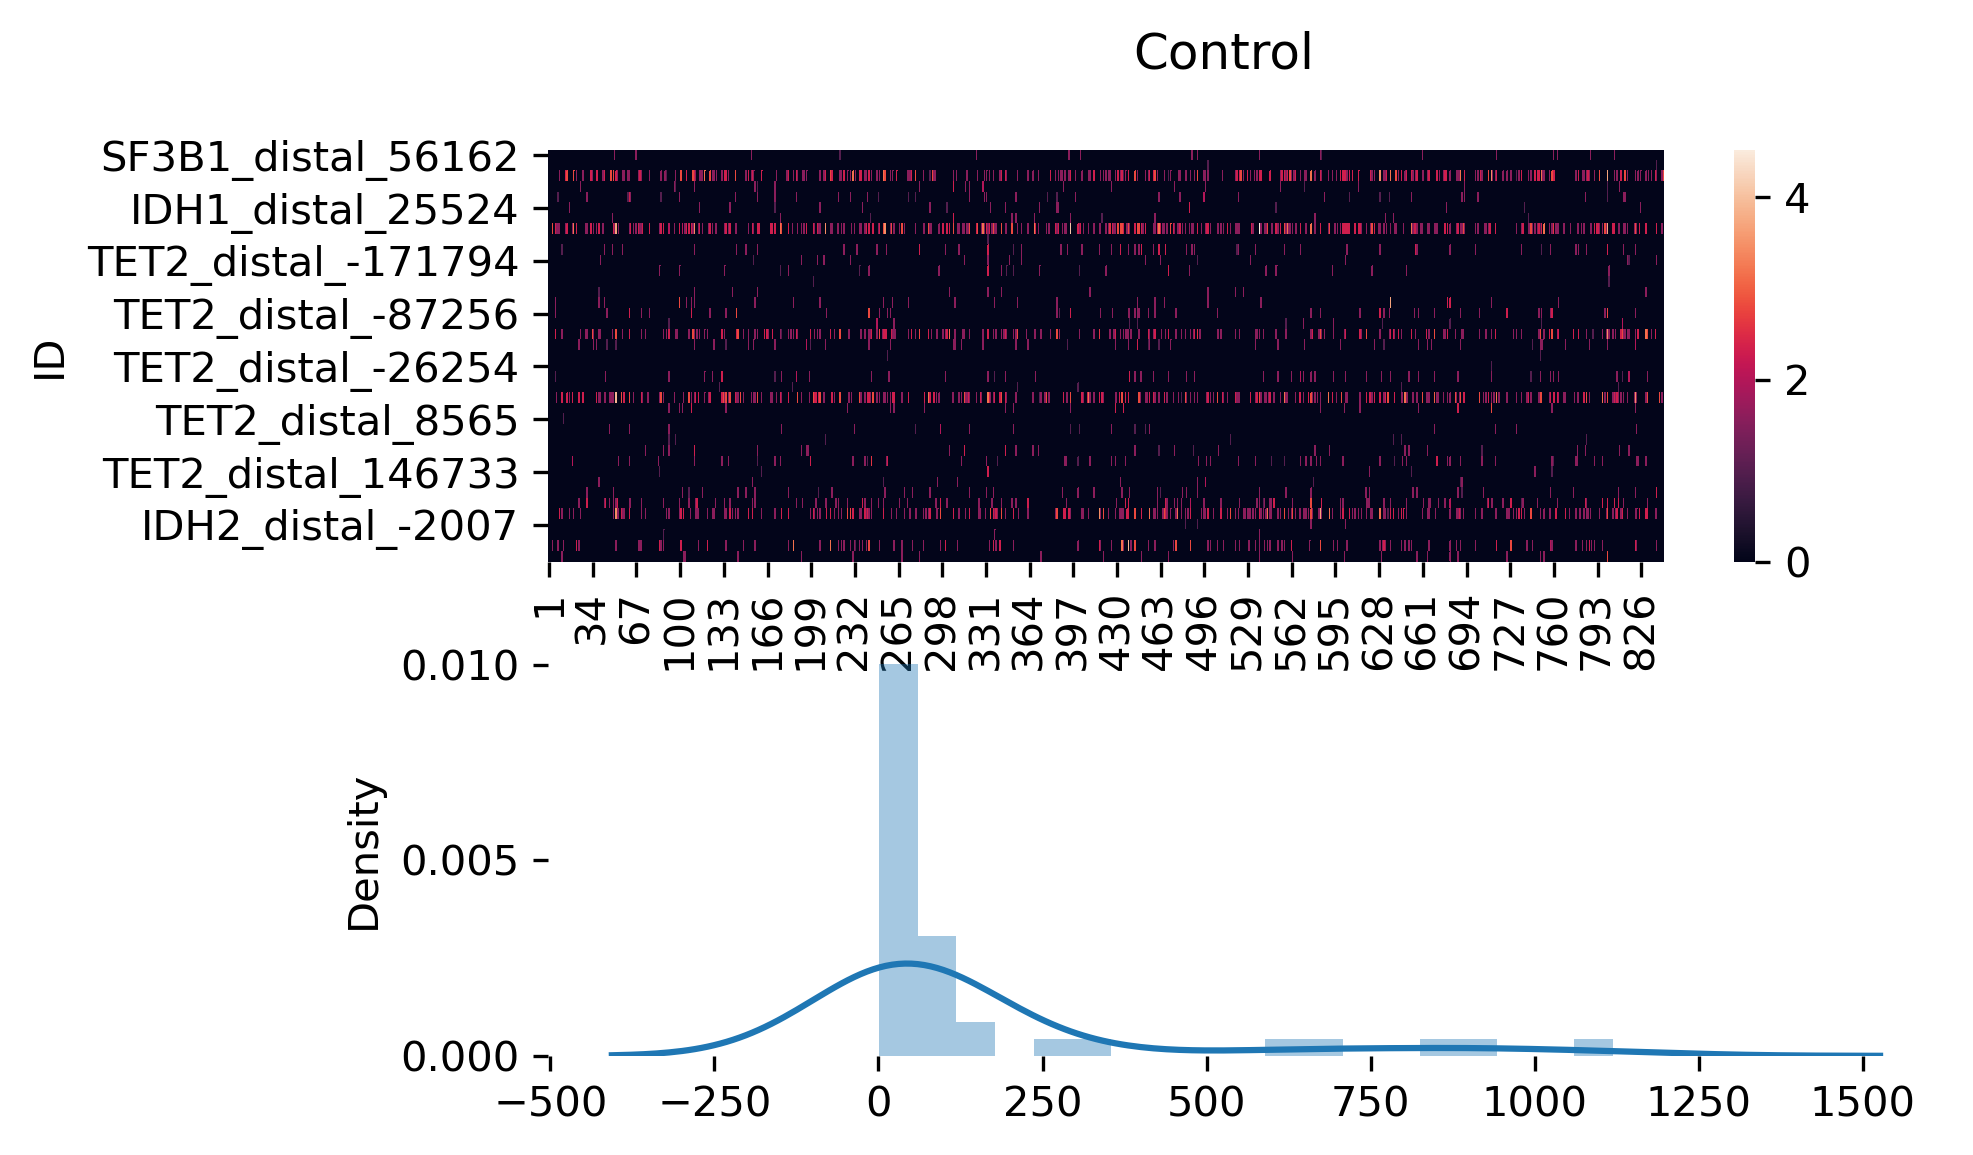 Control
ID
SF3B1_distal_56162
IDH1_distal_25524
TET2_distal_-171794
TET2_distal_-87256
TET2_distal_-26254
TET2_distal_8565
TET2_distal_146733
IDH2_distal_-2007
4
2
0
1 34 67 100 133 166 199 232 265 298 331 364 397 430 463 496 529 562 595 628 661 694 727 760 793 826
Density
0.010
0.005
0.000
−500 −250 0 250 500 750 1000 1250 1500